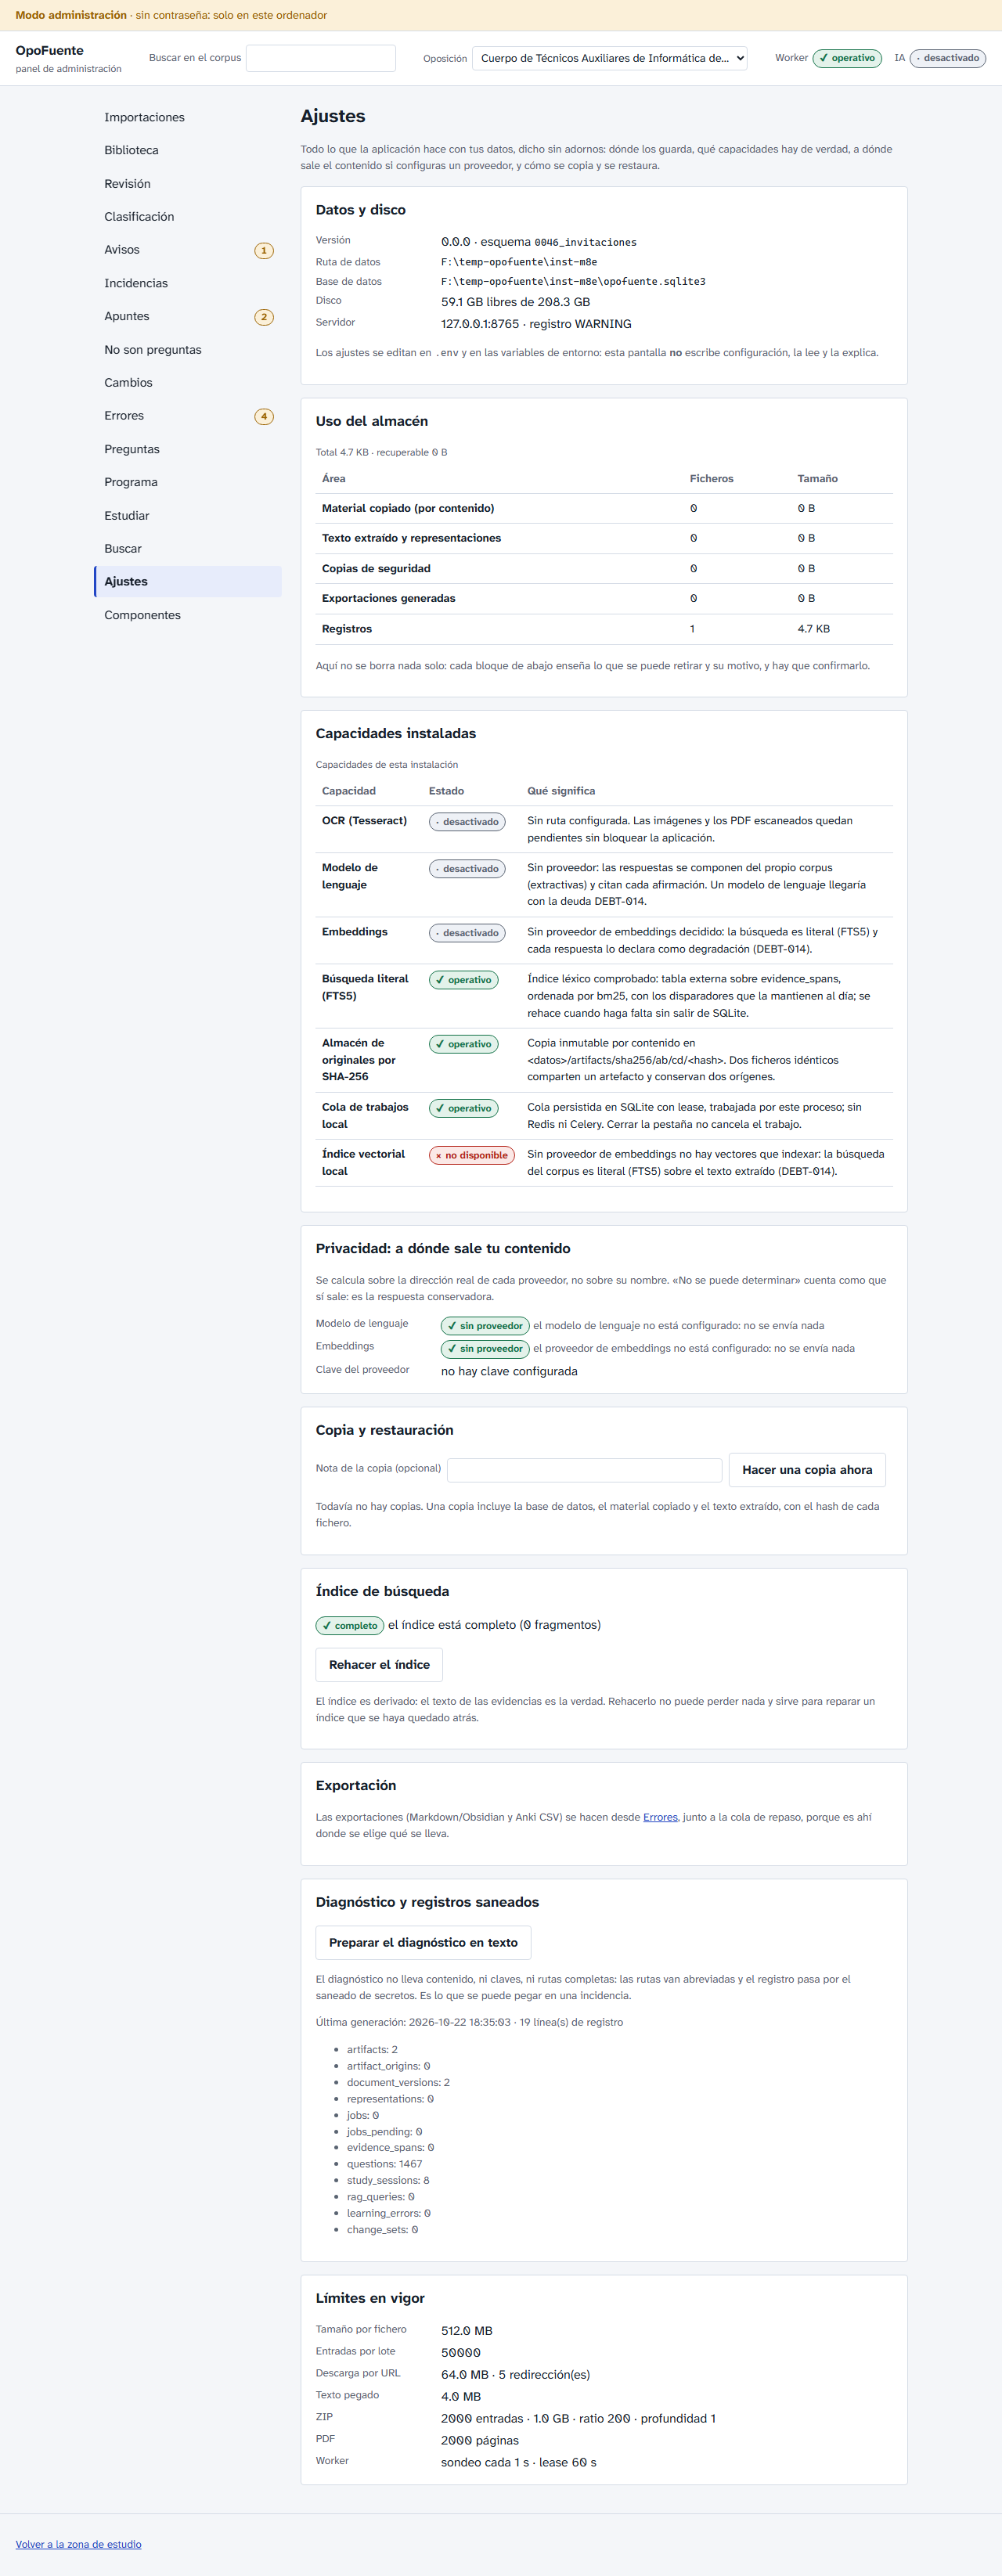 Modo administración · sin contraseña: solo en este ordenador
OpoFuente
panel de administración
Buscar en el corpus
Oposición
Cuerpo de Técnicos Auxiliares de Informática de...
Worker ✓ operativo
IA · desactivado
Importaciones
Biblioteca
Revisión
Clasificación
Avisos 1
Incidencias
Apuntes 2
No son preguntas
Cambios
Errores 4
Preguntas
Programa
Estudiar
Buscar
Ajustes
Componentes
Ajustes
Todo lo que la aplicación hace con tus datos, dicho sin adornos: dónde los guarda, qué capacidades hay de verdad, a dónde
sale el contenido si configuras un proveedor, y cómo se copia y se restaura.
Datos y disco
Versión 0.0.0 · esquema 0046_invitaciones
Ruta de datos F:\temp-opofuente\inst-m8e
Base de datos F:\temp-opofuente\inst-m8e\opofuente.sqlite3
Disco 59.1 GB libres de 208.3 GB
Servidor 127.0.0.1:8765 · registro WARNING
Los ajustes se editan en .env y en las variables de entorno: esta pantalla no escribe configuración, la lee y la explica.
Uso del almacén
Total 4.7 KB · recuperable 0 B
Área Ficheros Tamaño
Material copiado (por contenido) 0 0 B
Texto extraído y representaciones 0 0 B
Copias de seguridad 0 0 B
Exportaciones generadas 0 0 B
Registros 1 4.7 KB
Aquí no se borra nada solo: cada bloque de abajo enseña lo que se puede retirar y su motivo, y hay que confirmarlo.
Capacidades instaladas
Capacidades de esta instalación
Capacidad Estado Qué significa
OCR (Tesseract) · desactivado Sin ruta configurada. Las imágenes y los PDF escaneados quedan
pendientes sin bloquear la aplicación.
Modelo de · desactivado Sin proveedor: las respuestas se componen del propio corpus
lenguaje (extractivas) y citan cada afirmación. Un modelo de lenguaje llegaría
con la deuda DEBT-014.
Embeddings · desactivado Sin proveedor de embeddings decidido: la búsqueda es literal (FTS5) y
cada respuesta lo declara como degradación (DEBT-014).
Búsqueda literal ✓ operativo Índice léxico comprobado: tabla externa sobre evidence_spans,
(FTS5) ordenada por bm25, con los disparadores que la mantienen al día; se
rehace cuando haga falta sin salir de SQLite.
Almacén de ✓ operativo Copia inmutable por contenido en
originales por <datos>/artifacts/sha256/ab/cd/<hash>. Dos ficheros idénticos
SHA-256 comparten un artefacto y conservan dos orígenes.
Cola de trabajos ✓ operativo Cola persistida en SQLite con lease, trabajada por este proceso; sin
local Redis ni Celery. Cerrar la pestaña no cancela el trabajo.
Índice vectorial × no disponible Sin proveedor de embeddings no hay vectores que indexar: la búsqueda
local del corpus es literal (FTS5) sobre el texto extraído (DEBT-014).
Privacidad: a dónde sale tu contenido
Se calcula sobre la dirección real de cada proveedor, no sobre su nombre. «No se puede determinar» cuenta como que
sí sale: es la respuesta conservadora.
Modelo de lenguaje ✓ sin proveedor el modelo de lenguaje no está configurado: no se envía nada
Embeddings ✓ sin proveedor el proveedor de embeddings no está configurado: no se envía nada
Clave del proveedor no hay clave configurada
Copia y restauración
Nota de la copia (opcional) Hacer una copia ahora
Todavía no hay copias. Una copia incluye la base de datos, el material copiado y el texto extraído, con el hash de cada
fichero.
Índice de búsqueda
✓ completo el índice está completo (0 fragmentos)
Rehacer el índice
El índice es derivado: el texto de las evidencias es la verdad. Rehacerlo no puede perder nada y sirve para reparar un
índice que se haya quedado atrás.
Exportación
Las exportaciones (Markdown/Obsidian y Anki CSV) se hacen desde Errores, junto a la cola de repaso, porque es ahí
donde se elige qué se lleva.
Diagnóstico y registros saneados
Preparar el diagnóstico en texto
El diagnóstico no lleva contenido, ni claves, ni rutas completas: las rutas van abreviadas y el registro pasa por el
saneado de secretos. Es lo que se puede pegar en una incidencia.
Última generación: 2026-10-22 18:35:03 · 19 línea(s) de registro
• artifacts: 2
• artifact_origins: 0
• document_versions: 2
• representations: 0
• jobs: 0
• jobs_pending: 0
• evidence_spans: 0
• questions: 1467
• study_sessions: 8
• rag_queries: 0
• learning_errors: 0
• change_sets: 0
Límites en vigor
Tamaño por fichero 512.0 MB
Entradas por lote 50000
Descarga por URL 64.0 MB · 5 redirección(es)
Texto pegado 4.0 MB
ZIP 2000 entradas · 1.0 GB · ratio 200 · profundidad 1
PDF 2000 páginas
Worker sondeo cada 1 s · lease 60 s
Volver a la zona de estudio